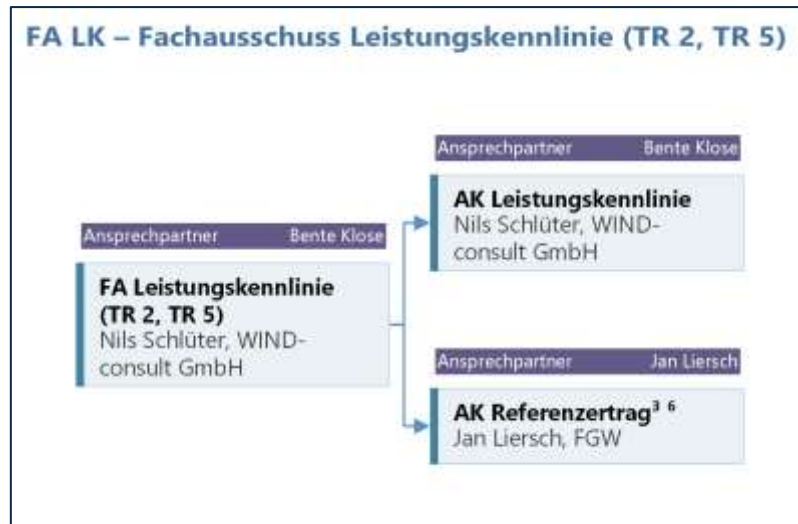 FA LK – Fachausschuss Leistungskennlinie (TR 2, TR 5)
Ansprechpartner Bente Klose
FA Leistungskennlinie
(TR 2, TR 5)
Nils Schlüter, WIND-
consult GmbH
Ansprechpartner Bente Klose
AK Leistungskennlinie
Nils Schlüter, WIND-
consult GmbH
Ansprechpartner Jan Liersch
AK Referenzertrag³ ⁶
Jan Liersch, FGW